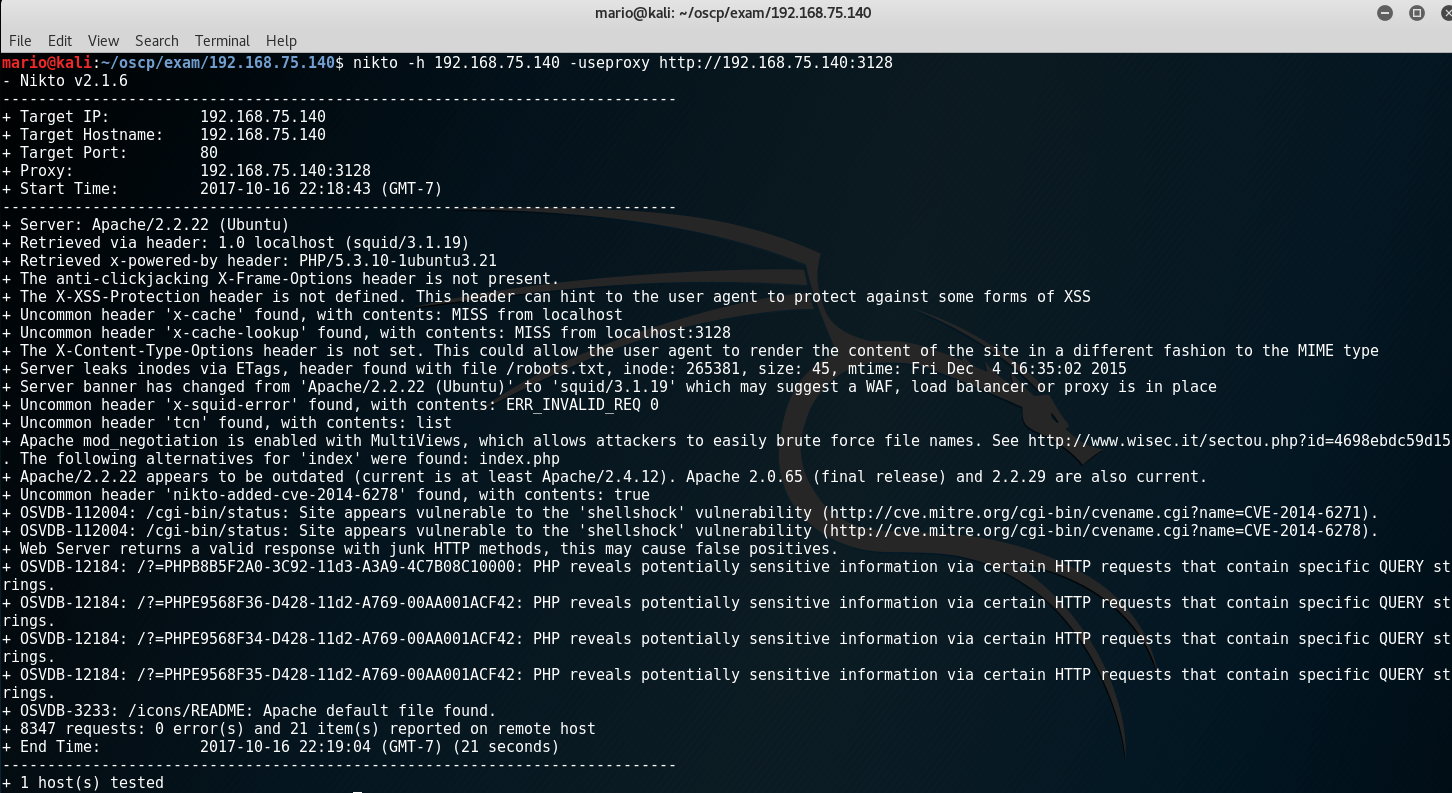 mario@kali: ~/oscp/exam/192.168.75.140
File Edit View Search Terminal Help
mario@kali:~/oscp/exam/192.168.75.140$ nikto -h 192.168.75.140 -useproxy http://192.168.75.140:3128
- Nikto v2.1.6
---------------------------------------------------------------------------
+ Target IP:          192.168.75.140
+ Target Hostname:    192.168.75.140
+ Target Port:        80
+ Proxy:              192.168.75.140:3128
+ Start Time:         2017-10-16 22:18:43 (GMT-7)
---------------------------------------------------------------------------
+ Server: Apache/2.2.22 (Ubuntu)
+ Retrieved via header: 1.0 localhost (squid/3.1.19)
+ Retrieved x-powered-by header: PHP/5.3.10-1ubuntu3.21
+ The anti-clickjacking X-Frame-Options header is not present.
+ The X-XSS-Protection header is not defined. This header can hint to the user agent to protect against some forms of XSS
+ Uncommon header 'x-cache' found, with contents: MISS from localhost
+ Uncommon header 'x-cache-lookup' found, with contents: MISS from localhost:3128
+ The X-Content-Type-Options header is not set. This could allow the user agent to render the content of the site in a different fashion to the MIME type
+ Server leaks inodes via ETags, header found with file /robots.txt, inode: 265381, size: 45, mtime: Fri Dec  4 16:35:02 2015
+ Server banner has changed from 'Apache/2.2.22 (Ubuntu)' to 'squid/3.1.19' which may suggest a WAF, load balancer or proxy is in place
+ Uncommon header 'x-squid-error' found, with contents: ERR_INVALID_REQ 0
+ Uncommon header 'tcn' found, with contents: list
+ Apache mod_negotiation is enabled with MultiViews, which allows attackers to easily brute force file names. See http://www.wisec.it/sectou.php?id=4698ebdc59d15
. The following alternatives for 'index' were found: index.php
+ Apache/2.2.22 appears to be outdated (current is at least Apache/2.4.12). Apache 2.0.65 (final release) and 2.2.29 are also current.
+ Uncommon header 'nikto-added-cve-2014-6278' found, with contents: true
+ OSVDB-112004: /cgi-bin/status: Site appears vulnerable to the 'shellshock' vulnerability (http://cve.mitre.org/cgi-bin/cvename.cgi?name=CVE-2014-6271).
+ OSVDB-112004: /cgi-bin/status: Site appears vulnerable to the 'shellshock' vulnerability (http://cve.mitre.org/cgi-bin/cvename.cgi?name=CVE-2014-6278).
+ Web Server returns a valid response with junk HTTP methods, this may cause false positives.
+ OSVDB-12184: /?=PHPB8B5F2A0-3C92-11d3-A3A9-4C7B08C10000: PHP reveals potentially sensitive information via certain HTTP requests that contain specific QUERY st
rings.
+ OSVDB-12184: /?=PHPE9568F36-D428-11d2-A769-00AA001ACF42: PHP reveals potentially sensitive information via certain HTTP requests that contain specific QUERY st
rings.
+ OSVDB-12184: /?=PHPE9568F34-D428-11d2-A769-00AA001ACF42: PHP reveals potentially sensitive information via certain HTTP requests that contain specific QUERY st
rings.
+ OSVDB-12184: /?=PHPE9568F35-D428-11d2-A769-00AA001ACF42: PHP reveals potentially sensitive information via certain HTTP requests that contain specific QUERY st
rings.
+ OSVDB-3233: /icons/README: Apache default file found.
+ 8347 requests: 0 error(s) and 21 item(s) reported on remote host
+ End Time:           2017-10-16 22:19:04 (GMT-7) (21 seconds)
---------------------------------------------------------------------------
+ 1 host(s) tested